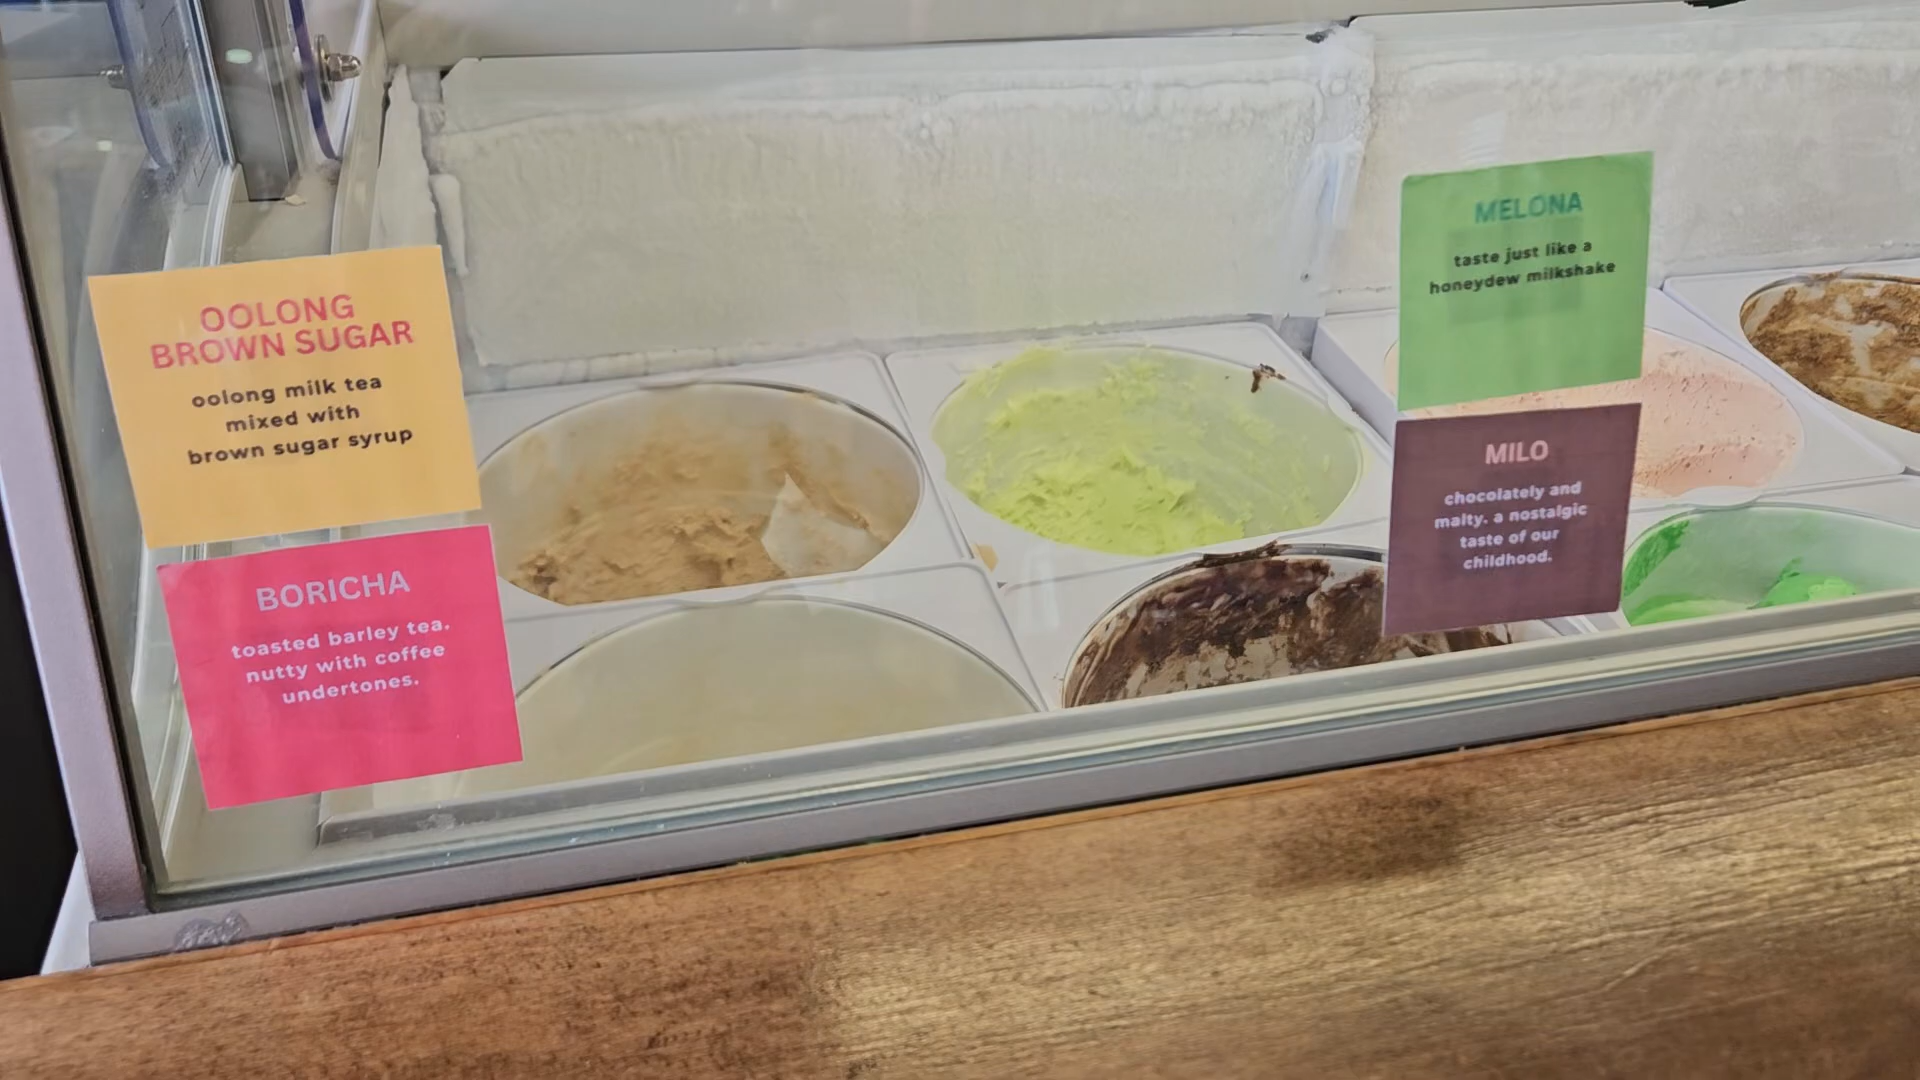 OOLONG
BROWN SUGAR
oolong milk tea
mixed with
brown sugar syrup
BORICHA
toasted barley tea.
nutty with coffee
undertones.
MELONA
taste just like a
honeydew milkshake
MILO
chocolately and
malty. a nostalgic
taste of our
childhood.